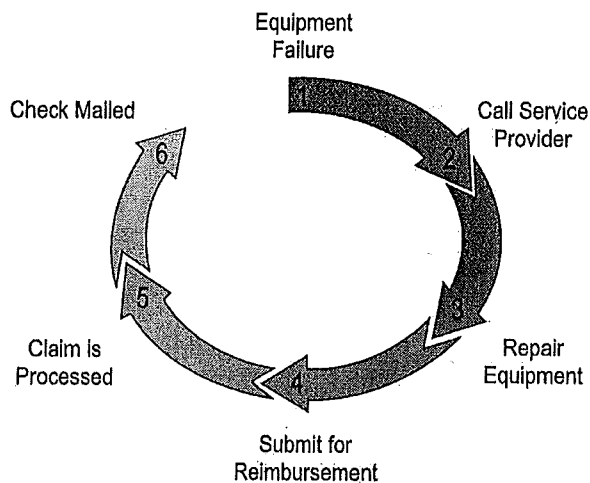 Equipment
Failure
1
Call Service
Provider
2
3
Repair
Equipment
4
Submit for
Reimbursement
5
Claim is
Processed
6
Check Mailed